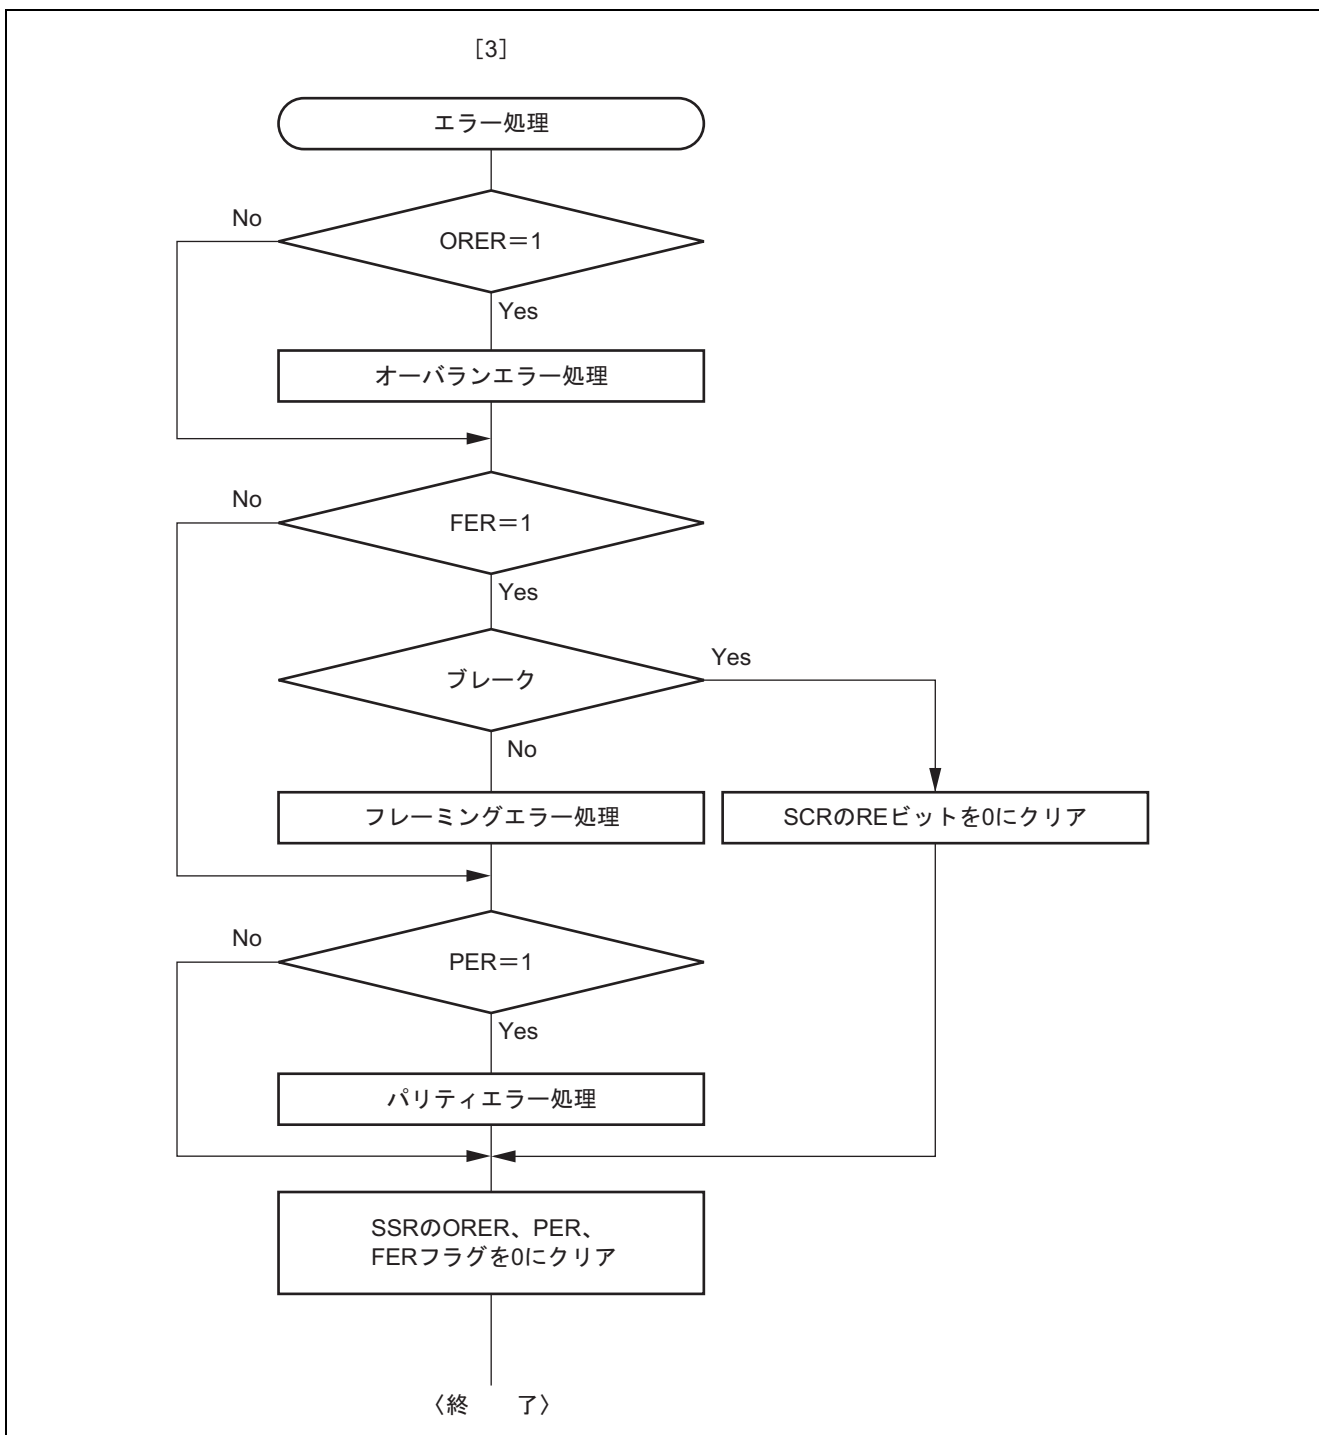 [3]
エラー処理
No
ORER＝1
Yes
オーバランエラー処理
No
FER＝1
Yes
ブレーク
Yes
No
フレーミングエラー処理
SCRのREビットを0にクリア
No
PER＝1
Yes
パリティエラー処理
SSRのORER、PER、
FERフラグを0にクリア
〈終　　了〉